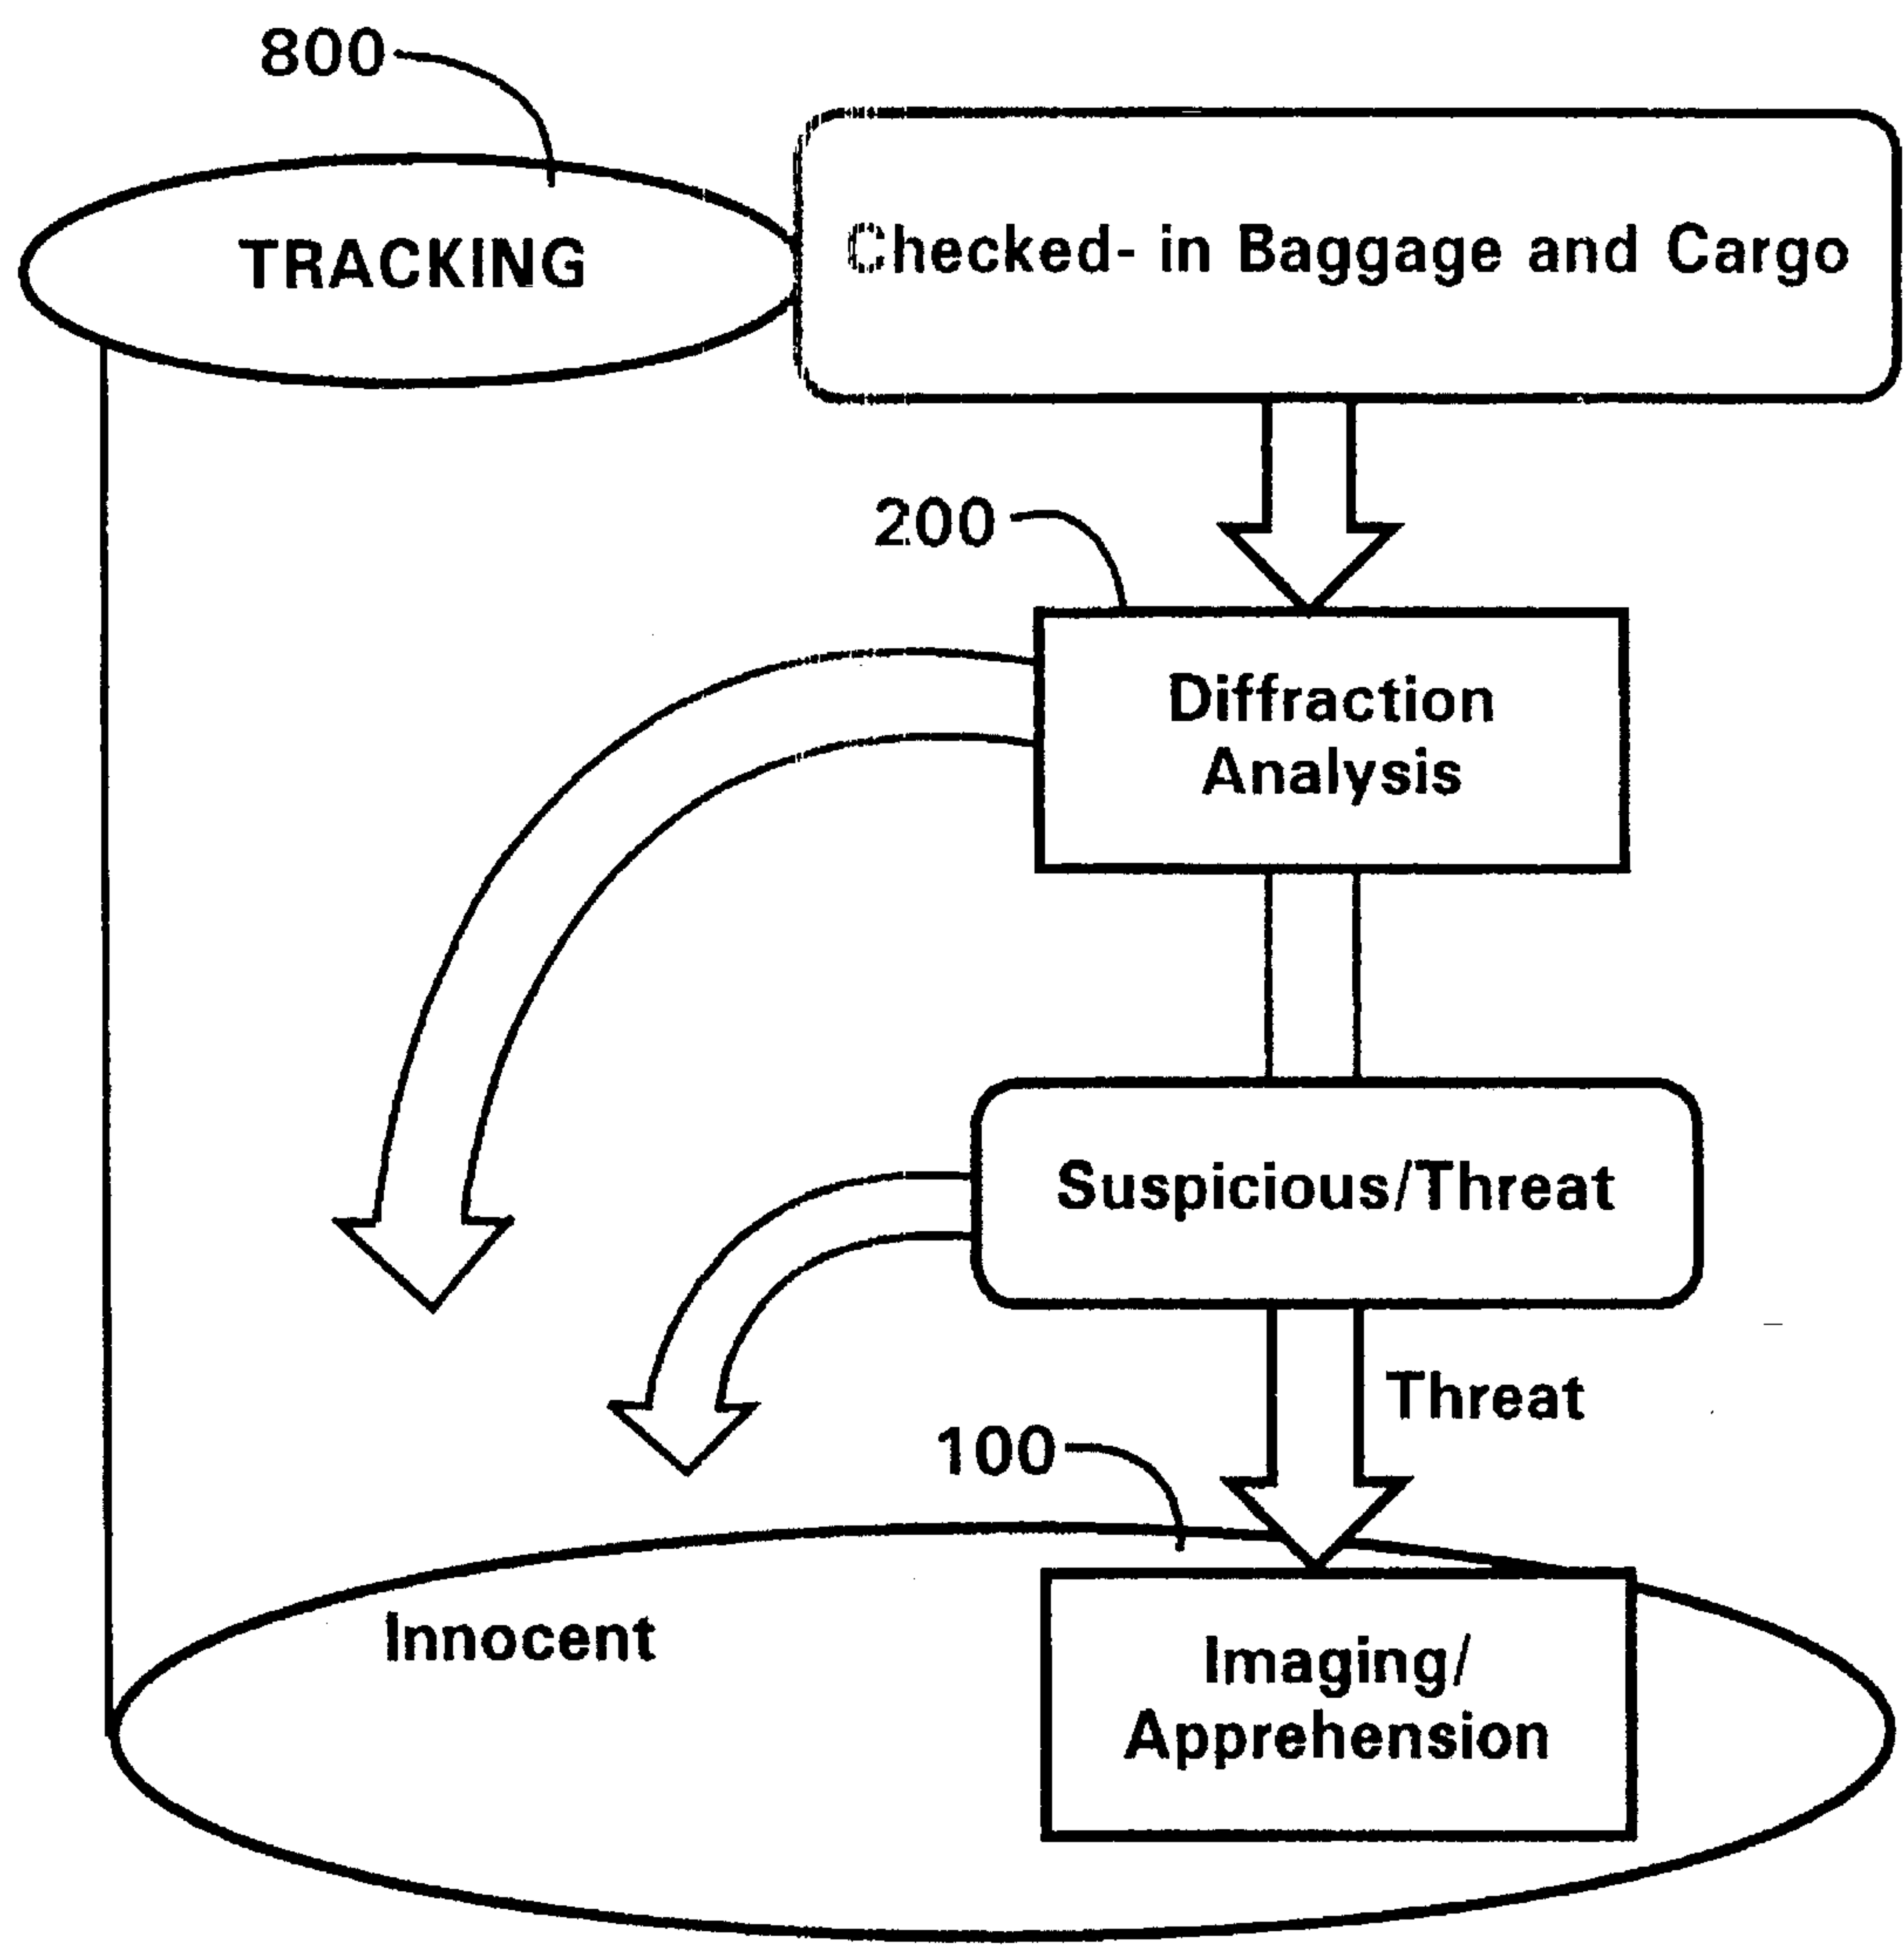 800
TRACKING
Checked- in Baggage and Cargo
200
Diffraction
Analysis
Suspicious/Threat
Threat
100
Innocent
Imaging/
Apprehension